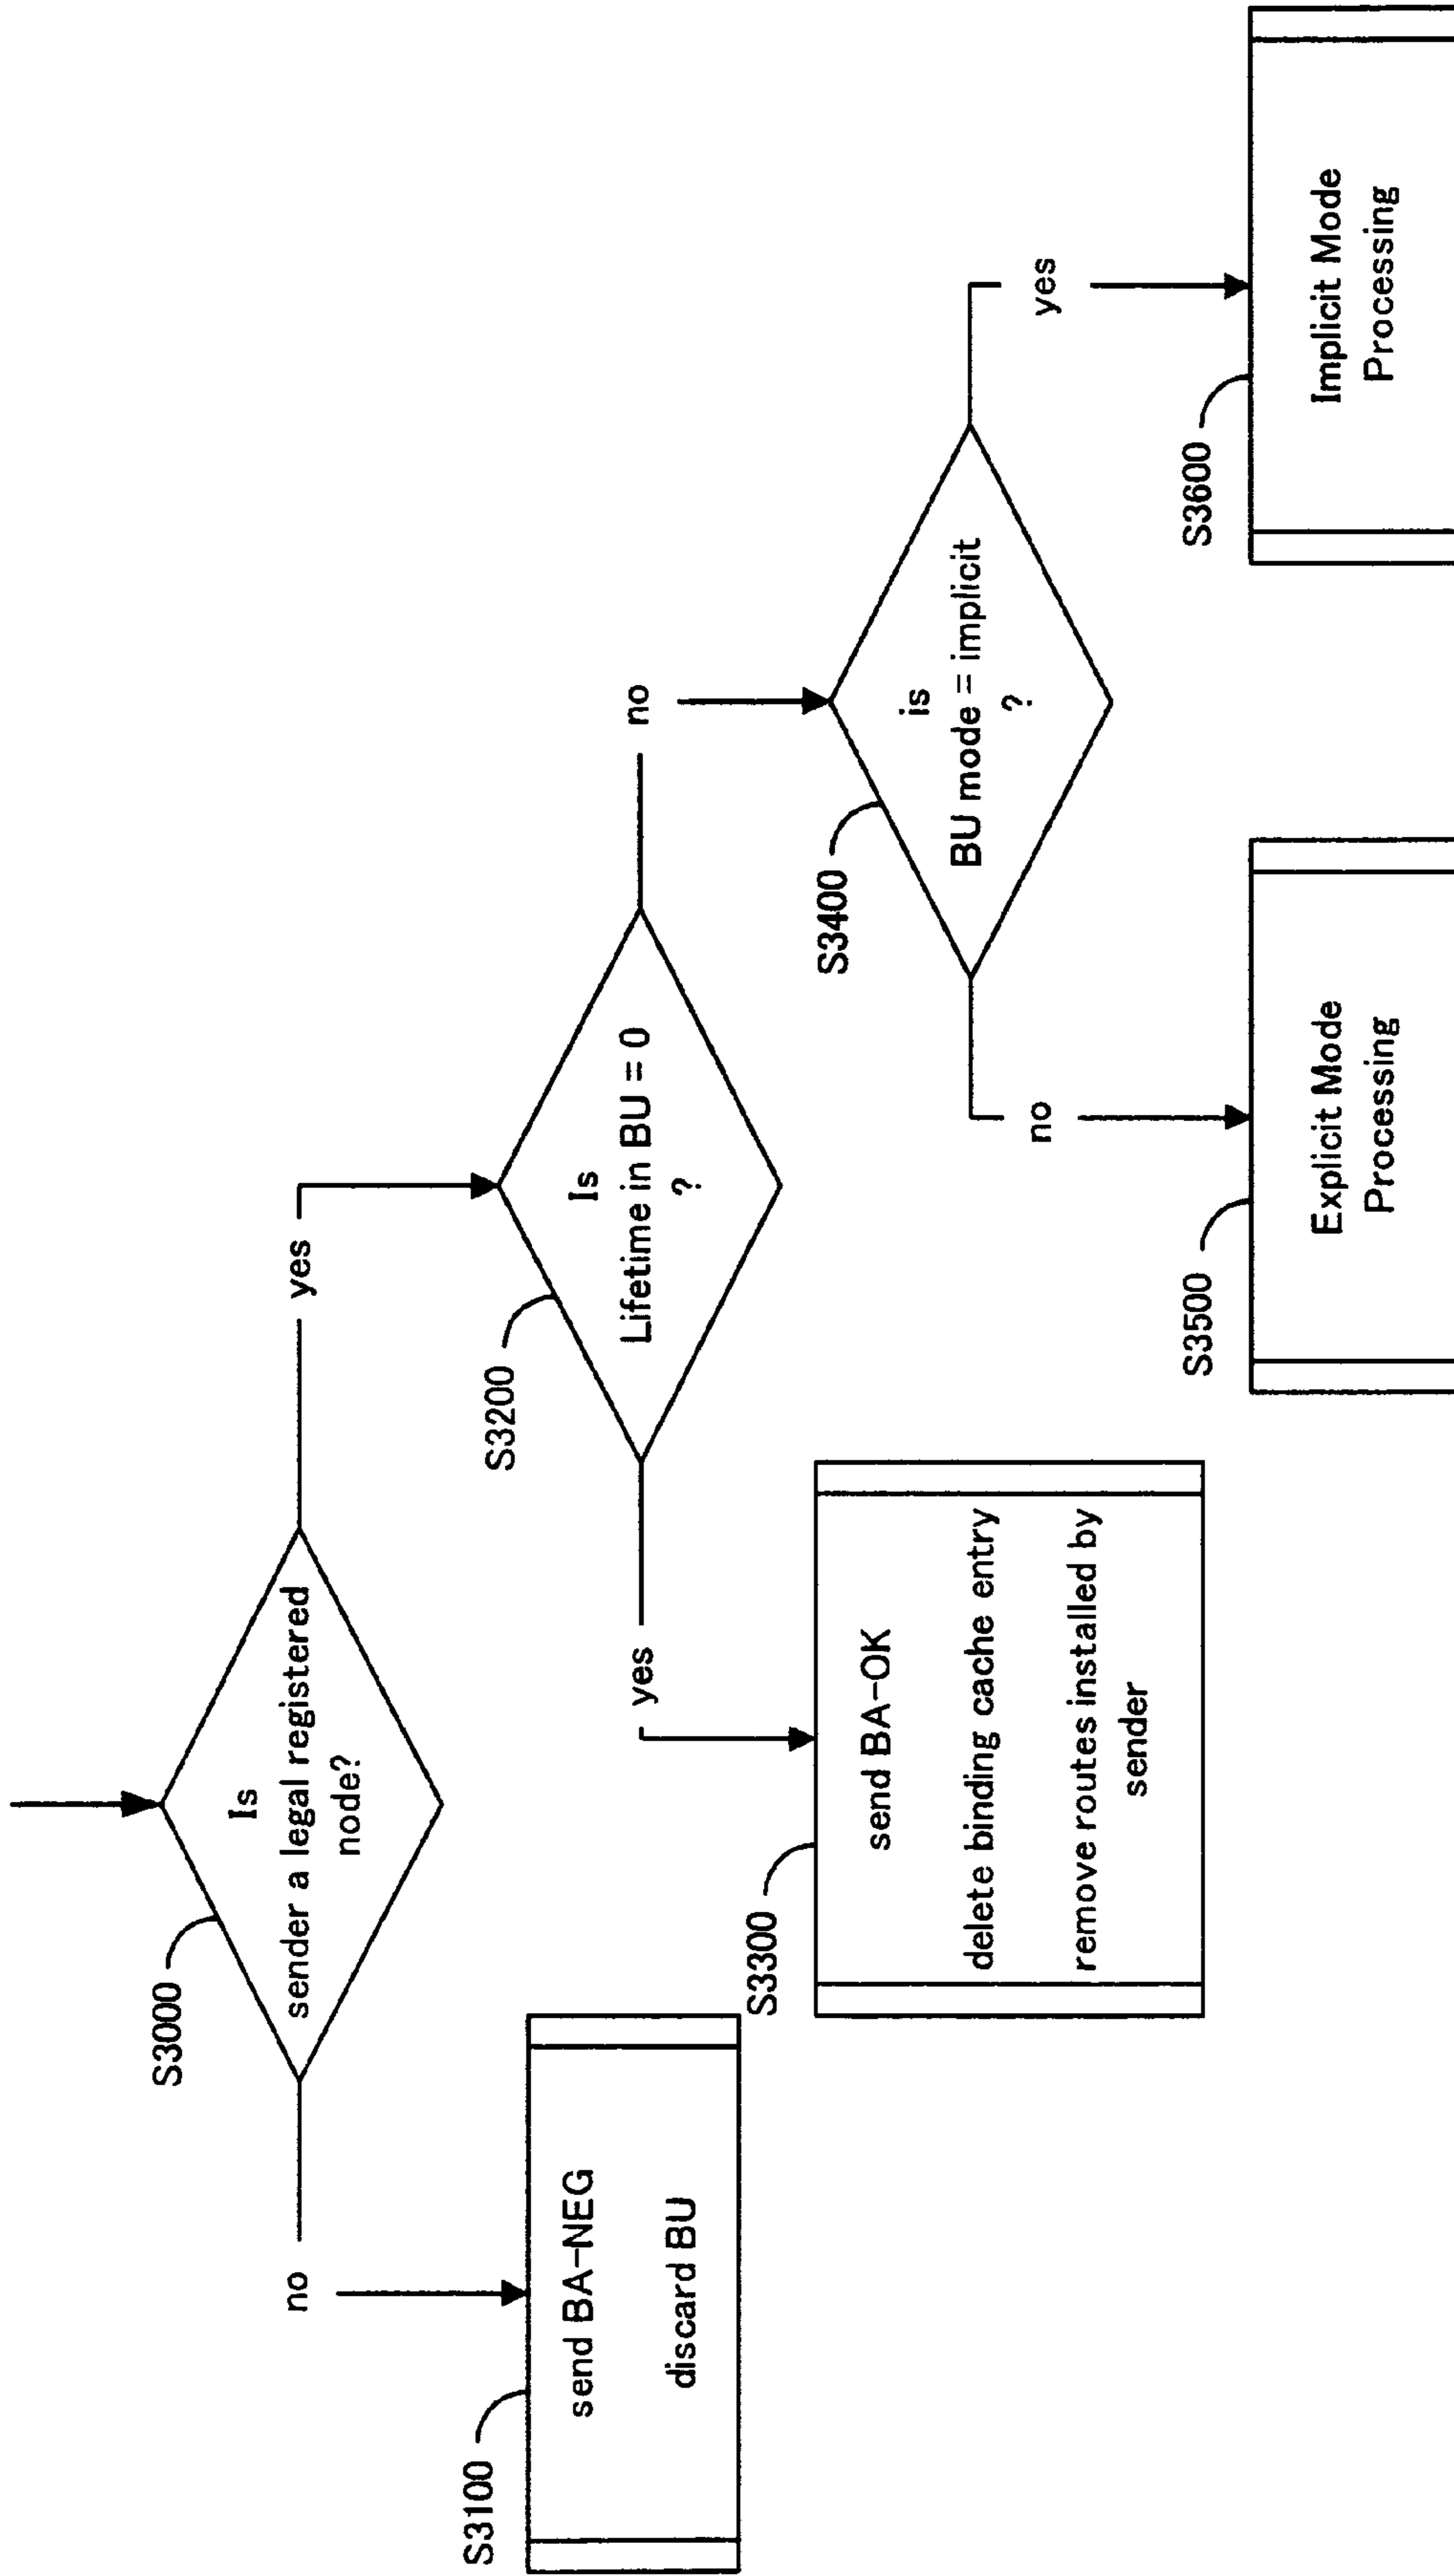 S3000
Is
sender a legal registered
node?
no
yes
S3100
send BA-NEG
discard BU
S3200
Is
Lifetime in BU = 0
?
yes
no
S3300
send BA-OK
delete binding cache entry
remove routes installed by
sender
S3400
is
BU mode = implicit
?
no
yes
S3500
Explicit Mode
Processing
S3600
Implicit Mode
Processing